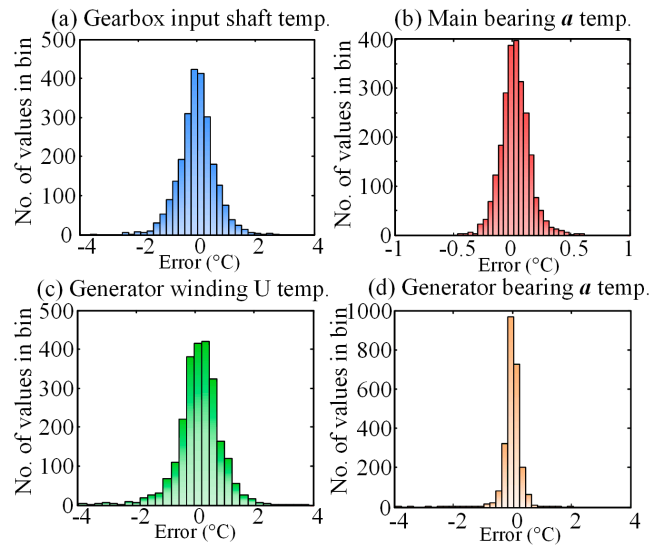 (a) Gearbox input shaft temp.
No. of values in bin
500
400
300
200
100
0
-4 -2 0 2 4
Error (°C)
(b) Main bearing a temp.
No. of values in bin
400
300
200
100
0
-1 -0.5 0 0.5 1
Error (°C)
(c) Generator winding U temp.
No. of values in bin
500
400
300
200
100
0
-4 -2 0 2 4
Error (°C)
(d) Generator bearing a temp.
No. of values in bin
1000
800
600
400
200
0
-4 -2 0 2 4
Error (°C)